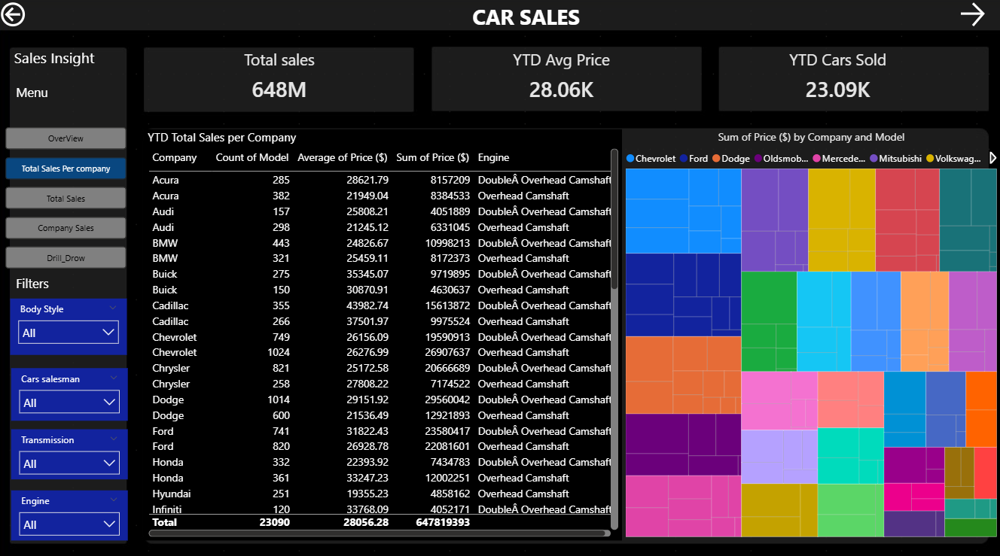 CAR SALES
Sales Insight
Menu
OverView
Total Sales Per company
Total Sales
Company Sales
Drill_Drow
Filters
Body Style
All
Cars salesman
All
Transmission
All
Engine
All
Total sales
648M
YTD Avg Price
28.06K
YTD Cars Sold
23.09K
YTD Total Sales per Company
Company Count of Model Average of Price ($) Sum of Price ($) Engine
Acura 285 28621.79 8157209 DoubleÂ Overhead Camshaft
Acura 382 21949.04 8384533 Overhead Camshaft
Audi 157 25808.21 4051889 DoubleÂ Overhead Camshaft
Audi 298 21245.12 6331045 Overhead Camshaft
BMW 443 24826.67 10998213 DoubleÂ Overhead Camshaft
BMW 321 25459.11 8172373 Overhead Camshaft
Buick 275 35345.07 9719895 DoubleÂ Overhead Camshaft
Buick 150 30870.91 4630637 Overhead Camshaft
Cadillac 355 43982.74 15613872 DoubleÂ Overhead Camshaft
Cadillac 266 37501.97 9975524 Overhead Camshaft
Chevrolet 749 26156.09 19590913 DoubleÂ Overhead Camshaft
Chevrolet 1024 26276.99 26907637 Overhead Camshaft
Chrysler 821 25172.58 20666689 DoubleÂ Overhead Camshaft
Chrysler 258 27808.22 7174522 Overhead Camshaft
Dodge 1014 29151.92 29560042 DoubleÂ Overhead Camshaft
Dodge 600 21536.49 12921893 Overhead Camshaft
Ford 741 31822.43 23580417 DoubleÂ Overhead Camshaft
Ford 820 26928.78 22081601 Overhead Camshaft
Honda 332 22393.92 7434783 DoubleÂ Overhead Camshaft
Honda 361 33247.23 12002251 Overhead Camshaft
Hyundai 251 19355.23 4858162 Overhead Camshaft
Infiniti 120 33768.09 4052171 DoubleÂ Overhead Camshaft
Total 23090 28056.28 647819393
Sum of Price ($) by Company and Model
Chevrolet Ford Dodge Oldsmob... Mercede... Mitsubishi Volkswag...